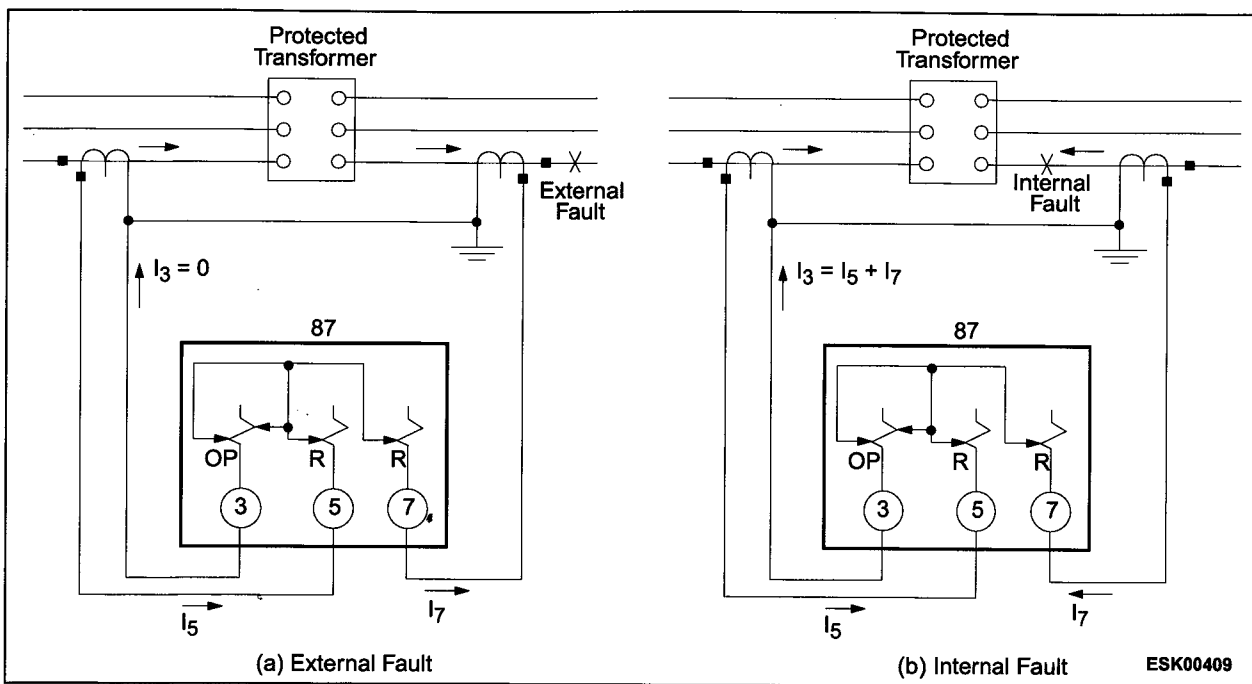 Protected
Transformer
External
Fault
I3 = 0
87
OP
R
R
3
5
7
I5
I7
(a) External Fault
Protected
Transformer
Internal
Fault
I3 = I5 + I7
87
OP
R
R
3
5
7
I5
I7
(b) Internal Fault
ESK00409